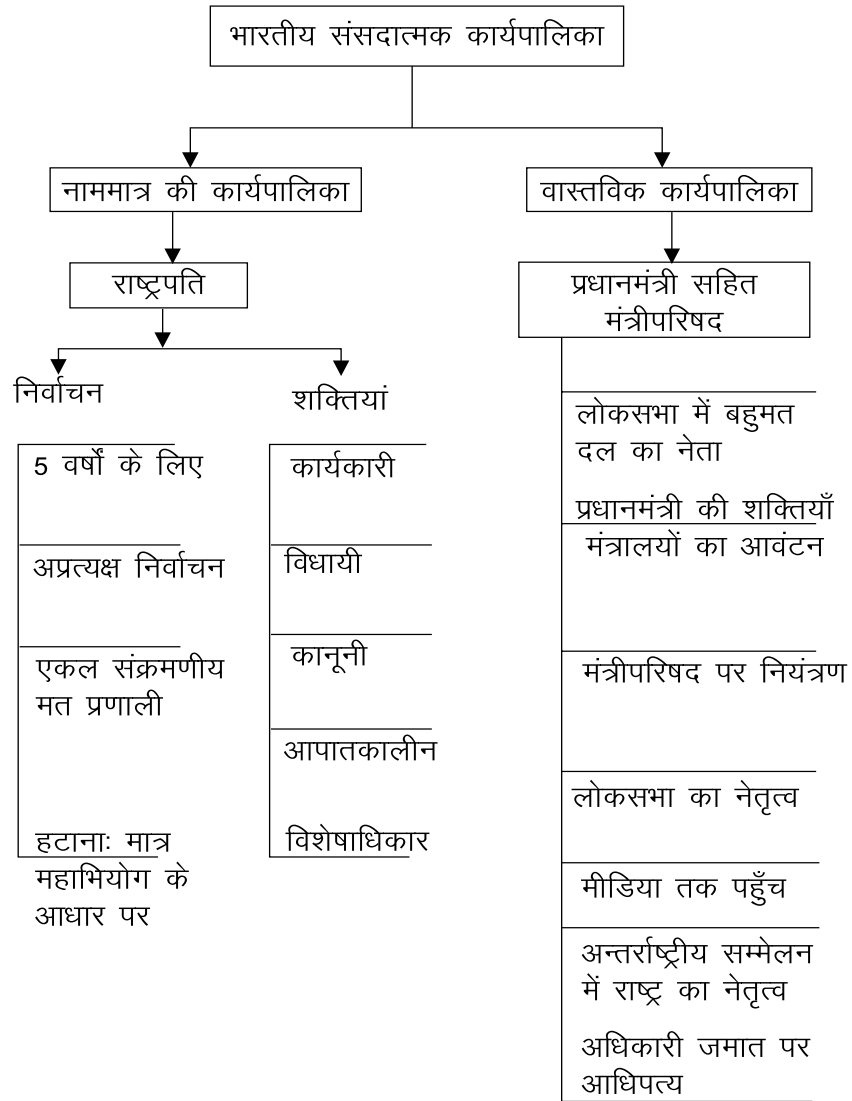 भारतीय संसदात्मक कार्यपालिका
नाममात्र की कार्यपालिका
राष्ट्रपति
निर्वाचन
5 वर्षों के लिए
अप्रत्यक्ष निर्वाचन
एकल संक्रमणीय
मत प्रणाली
हटानाः मात्र
महाभियोग के
आधार पर
शक्तियां
कार्यकारी
विधायी
कानूनी
आपातकालीन
विशेषाधिकार
वास्तविक कार्यपालिका
प्रधानमंत्री सहित
मंत्रीपरिषद
लोकसभा में बहुमत
दल का नेता
प्रधानमंत्री की शक्तियाँ
मंत्रालयों का आवंटन
मंत्रीपरिषद पर नियंत्रण
लोकसभा का नेतृत्व
मीडिया तक पहुँच
अन्तर्राष्ट्रीय सम्मेलन
में राष्ट्र का नेतृत्व
अधिकारी जमात पर
आधिपत्य